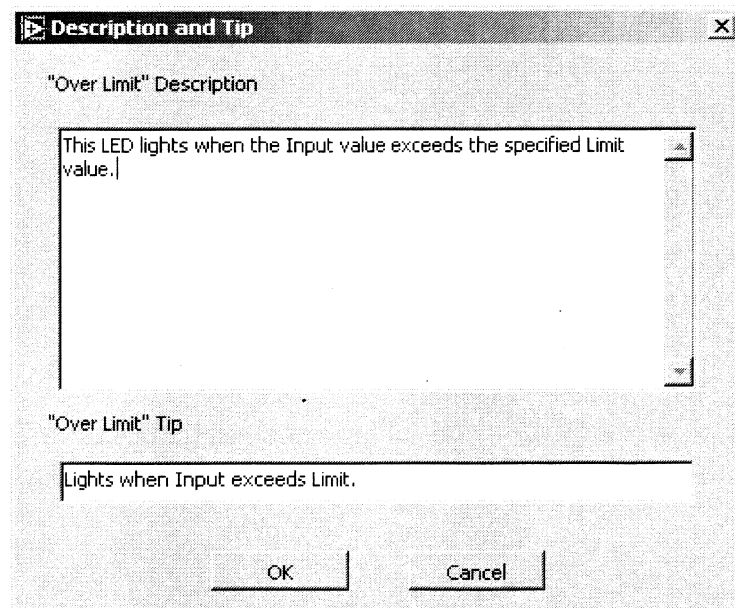 Description and Tip
"Over Limit" Description
This LED lights when the Input value exceeds the specified Limit
value.
"Over Limit" Tip
Lights when Input exceeds Limit.
OK Cancel